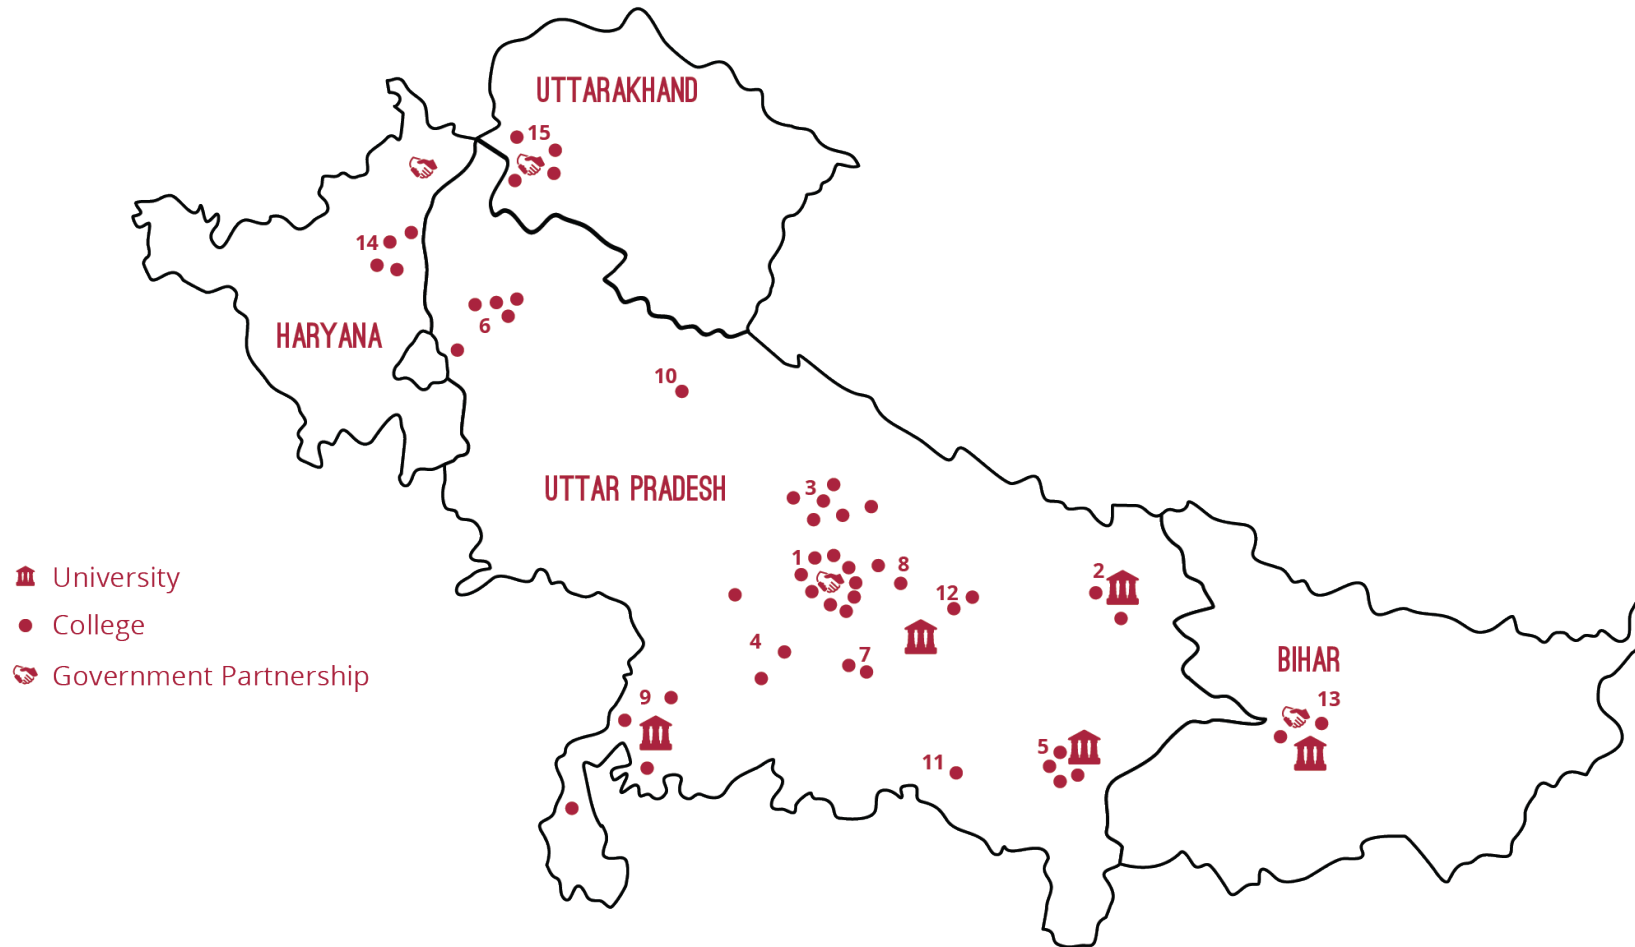 UTTARAKHAND
15
14
HARYANA
6
10
UTTAR PRADESH
3
1
8
12
2
4
7
9
5
11
BIHAR
13
University
College
Government Partnership